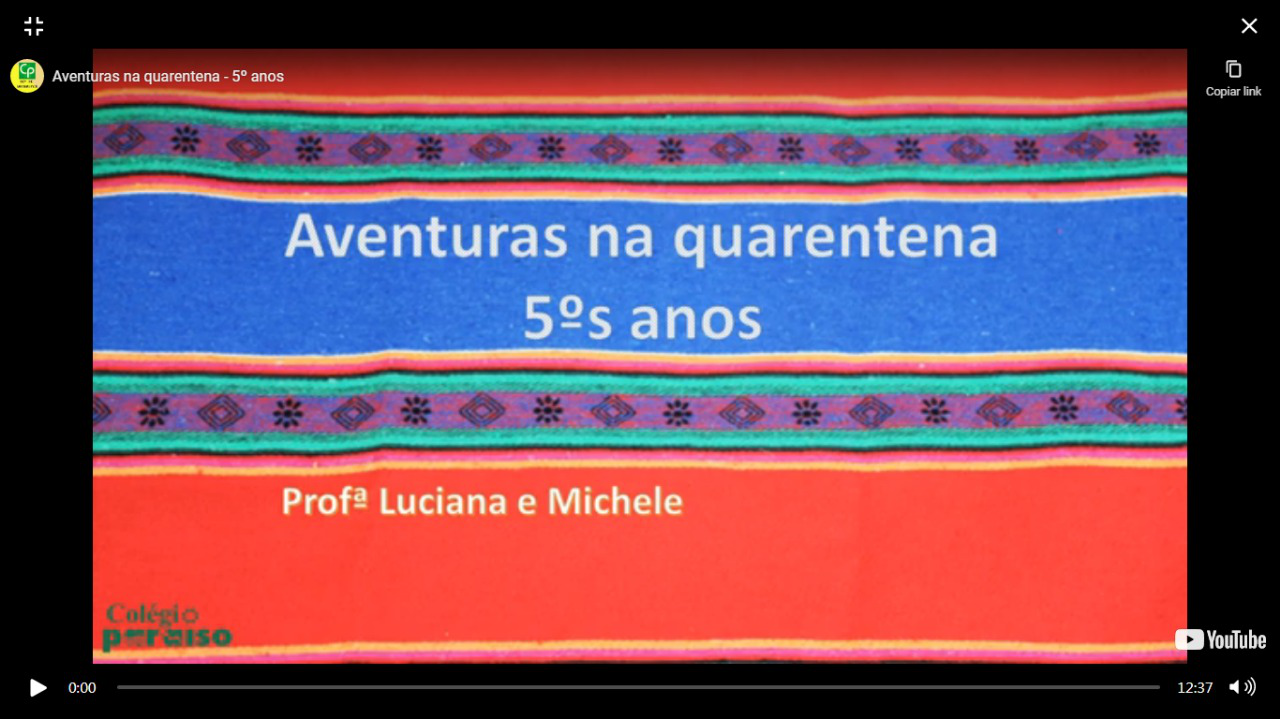 Aventuras na quarentena - 5º anos
Copiar link
Aventuras na quarentena
5ºs anos
Profª Luciana e Michele
Colégio
paraiso
YouTube
0:00
12:37